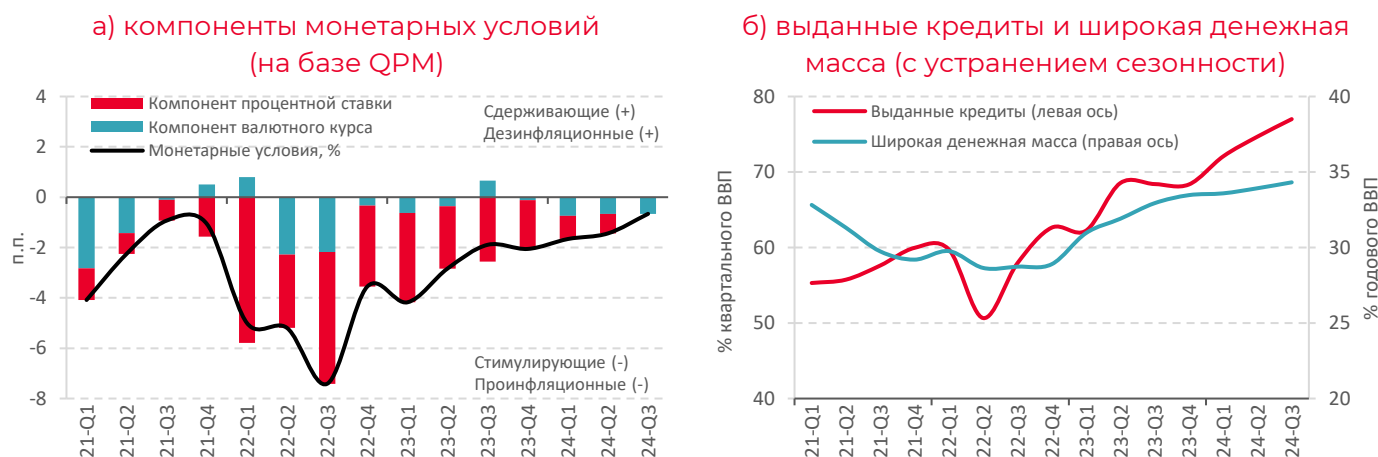 а) компоненты монетарных условий
(на базе QPM)
4
2
0
-2
-4
-6
-8
п.п.
Компонент процентной ставки
Компонент валютного курса
Монетарные условия, %
Сдерживающие (+)
Дезинфляционные (+)
Стимулирующие (-)
Проинфляционные (-)
21-Q1
21-Q2
21-Q3
21-Q4
22-Q1
22-Q2
22-Q3
22-Q4
23-Q1
23-Q2
23-Q3
23-Q4
24-Q1
24-Q2
24-Q3
б) выданные кредиты и широкая денежная
масса (с устранением сезонности)
80
70
60
50
40
% квартального ВВП
Выданные кредиты (левая ось)
Широкая денежная масса (правая ось)
40
35
30
25
20
% годового ВВП
21-Q1
21-Q2
21-Q3
21-Q4
22-Q1
22-Q2
22-Q3
22-Q4
23-Q1
23-Q2
23-Q3
23-Q4
24-Q1
24-Q2
24-Q3